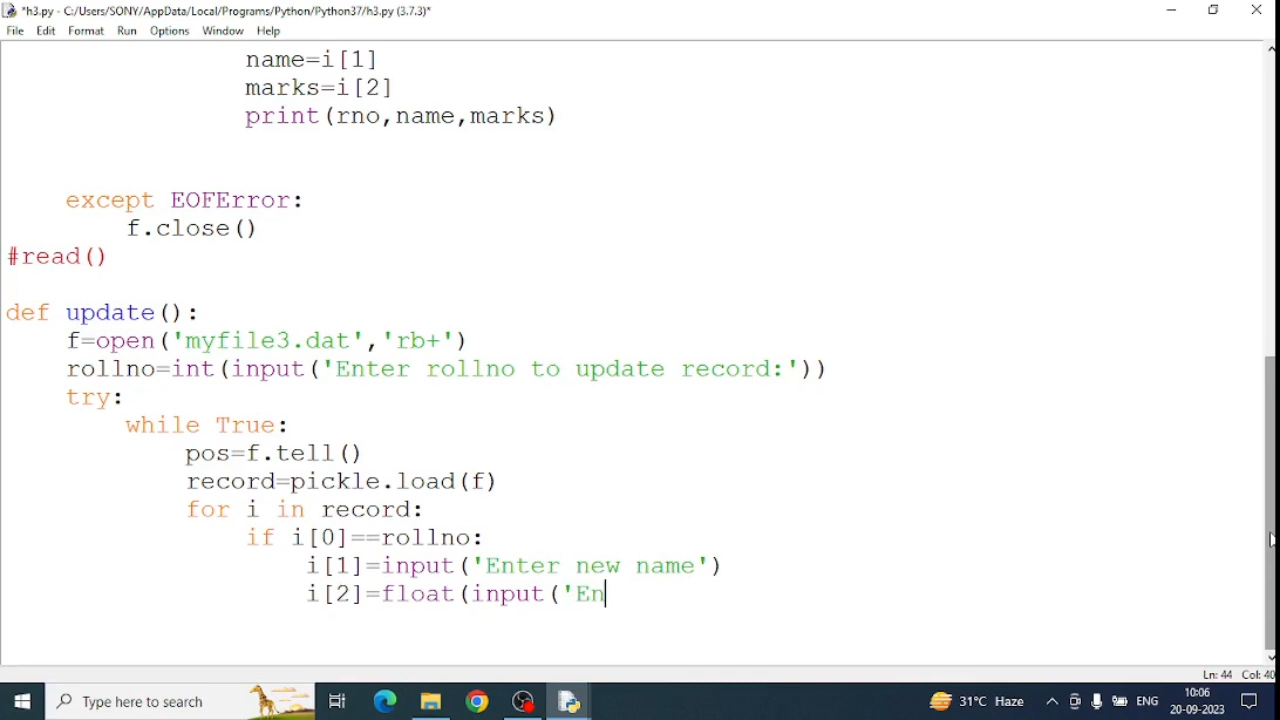 *h3.py - C:/Users/SONY/AppData/Local/Programs/Python/Python37/h3.py (3.7.3)*
File Edit Format Run Options Window Help
name=i[1]
marks=i[2]
print(rno,name,marks)
except EOFError:
f.close()
#read()
def update():
f=open('myfile3.dat','rb+')
rollno=int(input('Enter rollno to update record:'))
try:
while True:
pos=f.tell()
record=pickle.load(f)
for i in record:
if i[0]==rollno:
i[1]=input('Enter new name')
i[2]=float(input('En
Ln: 44 Col: 40
Type here to search
31°C Haze
ENG
10:06
20-09-2023